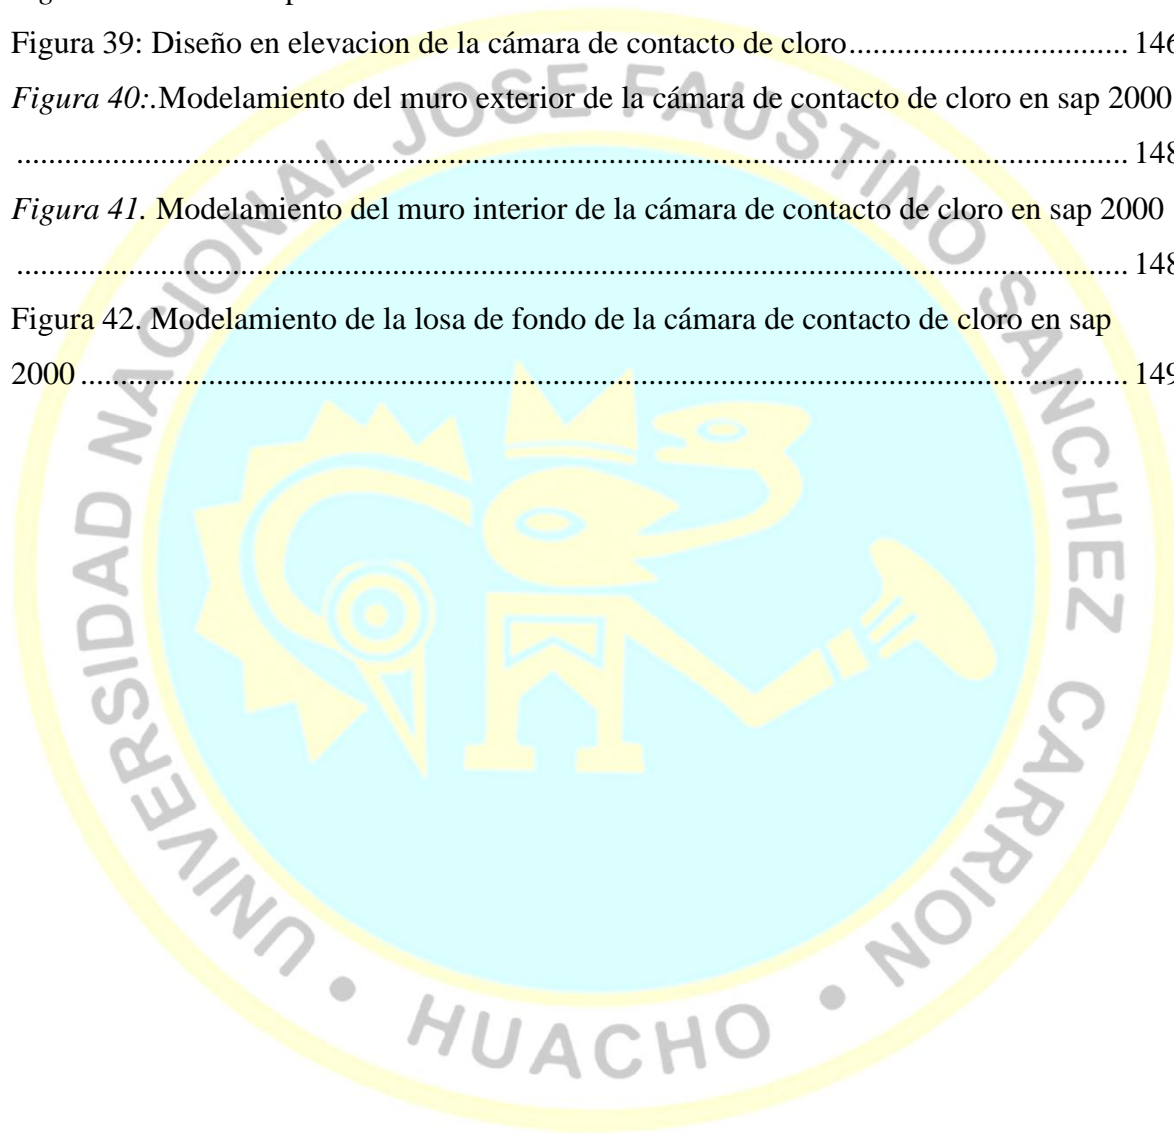 Figura 39: Diseño en elevacion de la cámara de contacto de cloro.................................. 146
Figura 40:.Modelamiento del muro exterior de la cámara de contacto de cloro en sap 2000
.......................................................................................................................................... 148
Figura 41. Modelamiento del muro interior de la cámara de contacto de cloro en sap 2000
.......................................................................................................................................... 148
Figura 42. Modelamiento de la losa de fondo de la cámara de contacto de cloro en sap
2000 .................................................................................................................................. 149
UNIVERSIDAD NACIONAL JOSE FAUSTINO SANCHEZ CARRION • HUACHO •